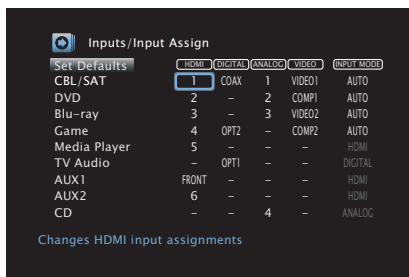 Inputs/Input Assign
Set Defaults HDMI DIGITAL ANALOG VIDEO INPUT MODE
CBL/SAT 1 COAX 1 VIDEO1 AUTO
DVD 2 – 2 COMP1 AUTO
Blu-ray 3 – 3 VIDEO2 AUTO
Game 4 OPT2 – COMP2 AUTO
Media Player 5 – – – HDMI
TV Audio – OPT1 – – DIGITAL
AUX1 FRONT – – – HDMI
AUX2 6 – – – HDMI
CD – – 4 – ANALOG
Changes HDMI input assignments